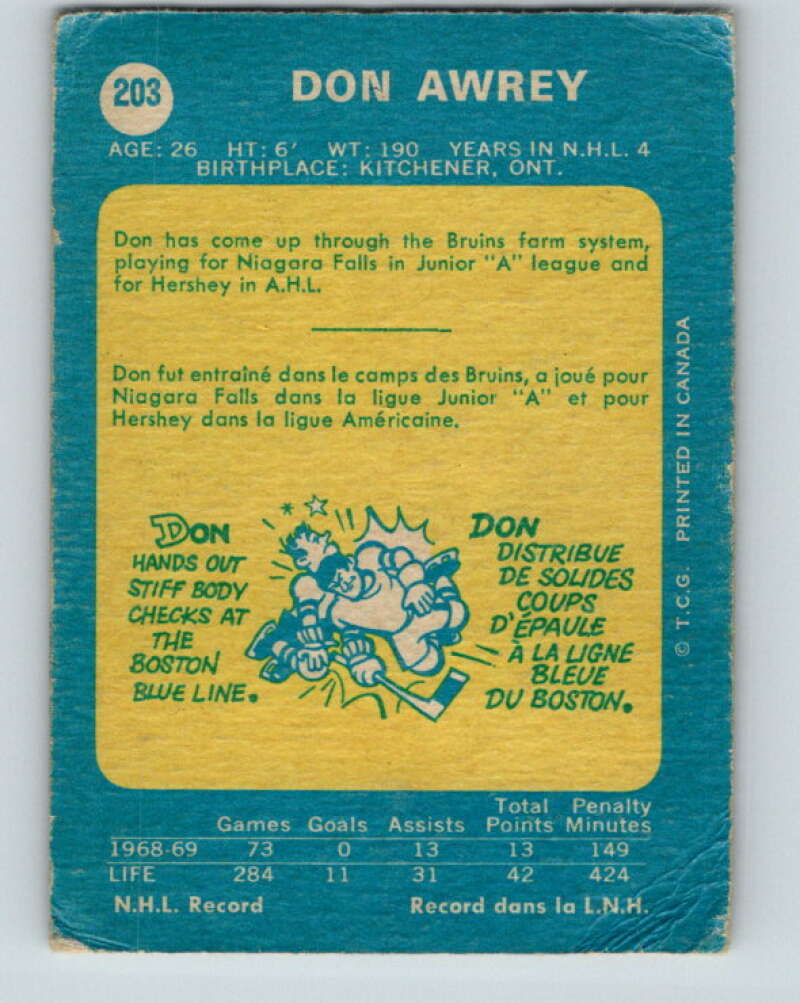 203
DON AWREY
AGE: 26 HT: 6' WT: 190 YEARS IN N.H.L. 4
BIRTHPLACE: KITCHENER, ONT.
Don has come up through the Bruins farm system,
playing for Niagara Falls in Junior "A" league and
for Hershey in A.H.L.
Don fut entraîné dans le camps des Bruins, a joué pour
Niagara Falls dans la ligue Junior "A" et pour
Hershey dans la ligue Américaine.
DON
HANDS OUT
STIFF BODY
CHECKS AT
THE
BOSTON
BLUE LINE.
DON
DISTRIBUE
DE SOLIDES
COUPS
D'ÉPAULE
À LA LIGNE
BLEUE
DU BOSTON.
© T.C.G. PRINTED IN CANADA
Total Penalty
Games Goals Assists Points Minutes
1968-69 73 0 13 13 149
LIFE 284 11 31 42 424
N.H.L. Record Record dans la L.N.H.